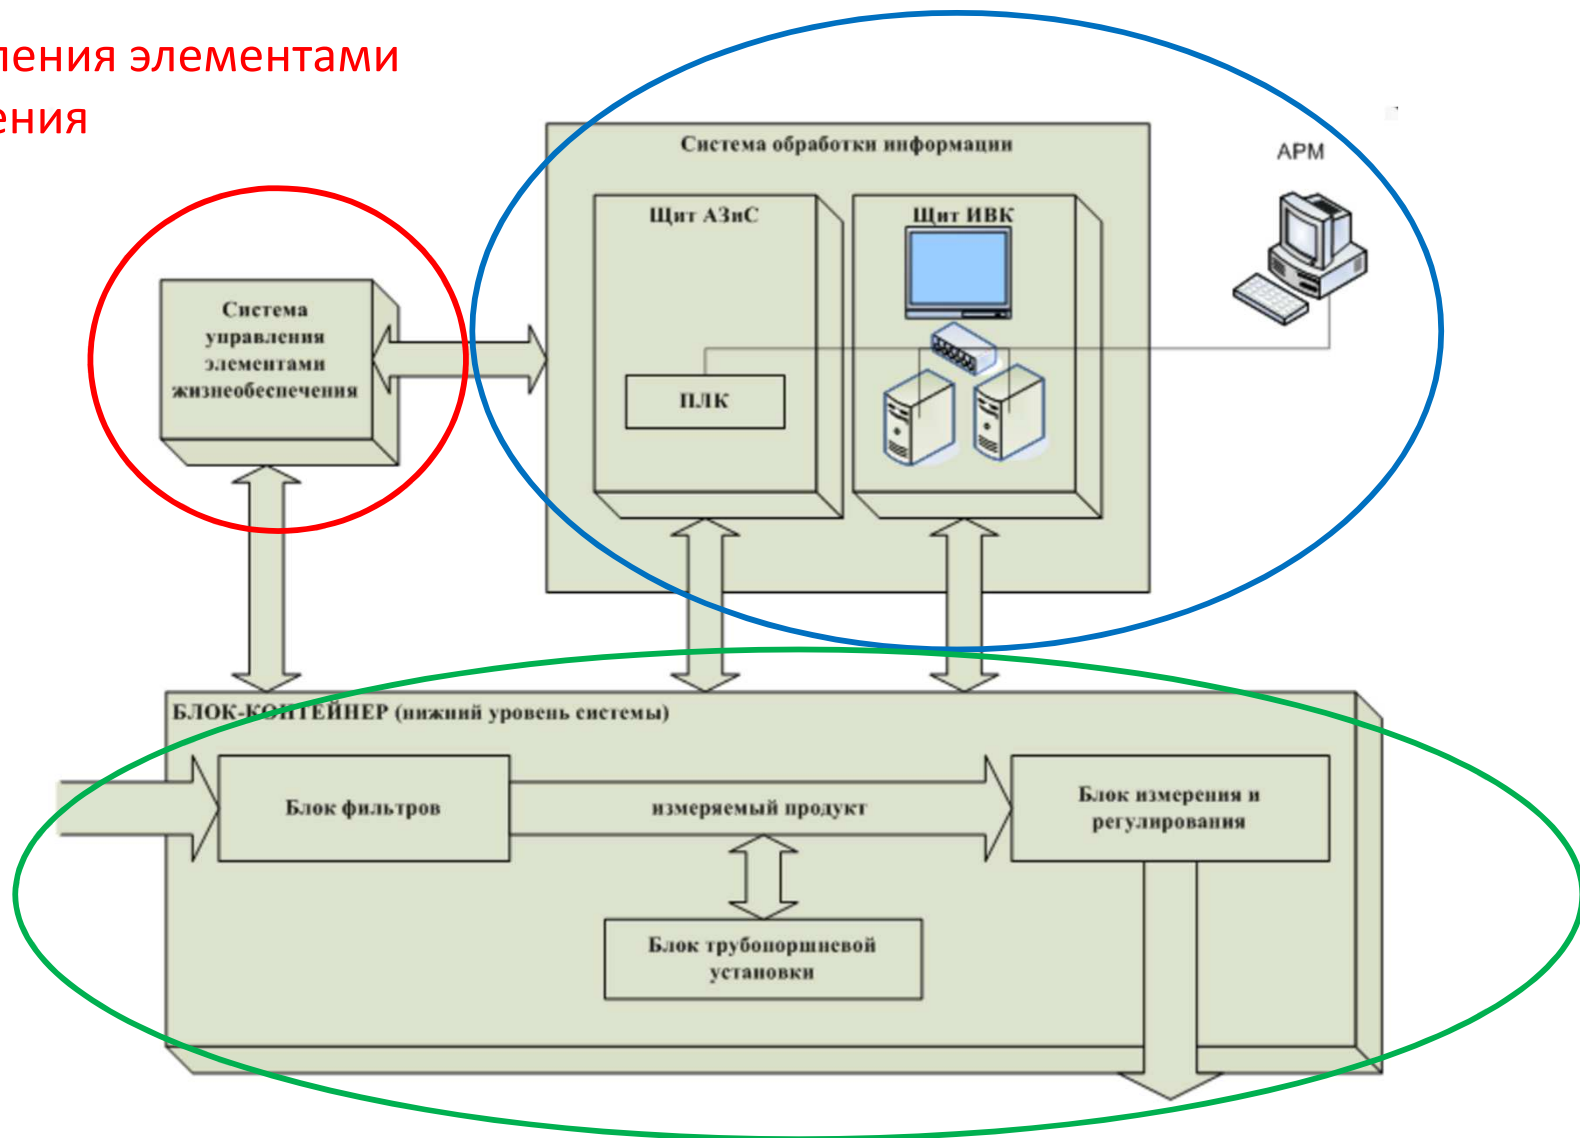 ления элементами
ения
Система обработки информации
АРМ
Щит АЗиС
Щит ИВК
Система
управления
элементами
жизнеобеспечения
ПЛК
БЛОК-КОНТЕЙНЕР (нижний уровень системы)
Блок фильтров
измеряемый продукт
Блок измерения и
регулирования
Блок трубопоршневой
установки